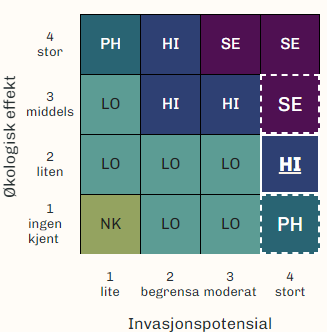 Økologisk effekt
4
stor
PH HI SE SE
3
middels
LO HI HI SE
2
liten
LO LO LO HI
1
ingen
kjent
NK LO LO PH
1 2 3 4
lite begrensa moderat stort
Invasjonspotensial